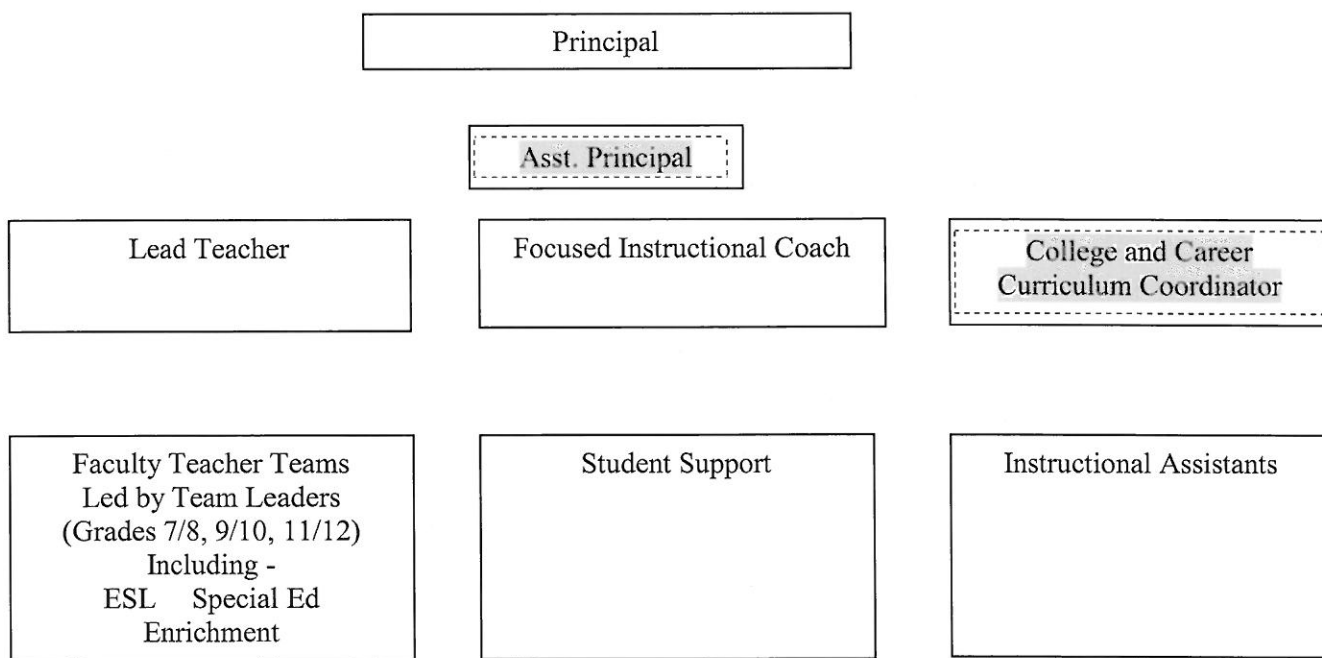 Principal
Asst. Principal
Lead Teacher
Focused Instructional Coach
College and Career
Curriculum Coordinator
Faculty Teacher Teams
Led by Team Leaders
(Grades 7/8, 9/10, 11/12)
Including -
ESL Special Ed
Enrichment
Student Support
Instructional Assistants